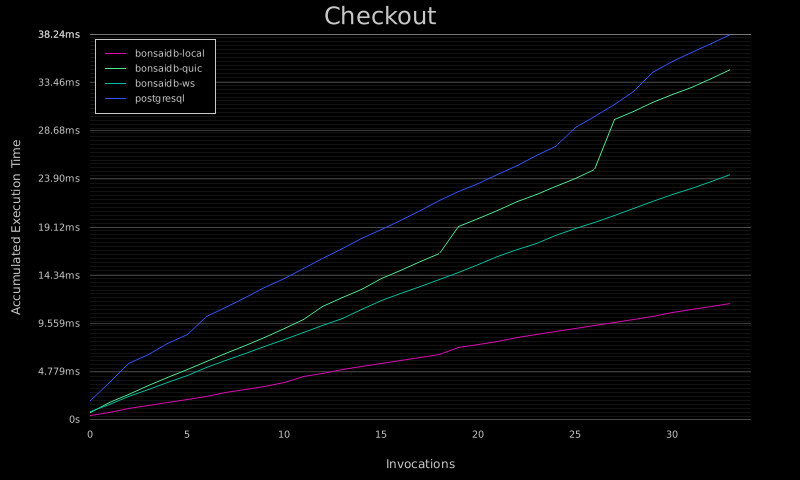 Checkout
38.24ms
33.46ms
28.68ms
23.90ms
19.12ms
14.34ms
9.559ms
4.779ms
0s
Accumulated Execution Time
bonsaidb-local
bonsaidb-quic
bonsaidb-ws
postgresql
0 5 10 15 20 25 30
Invocations